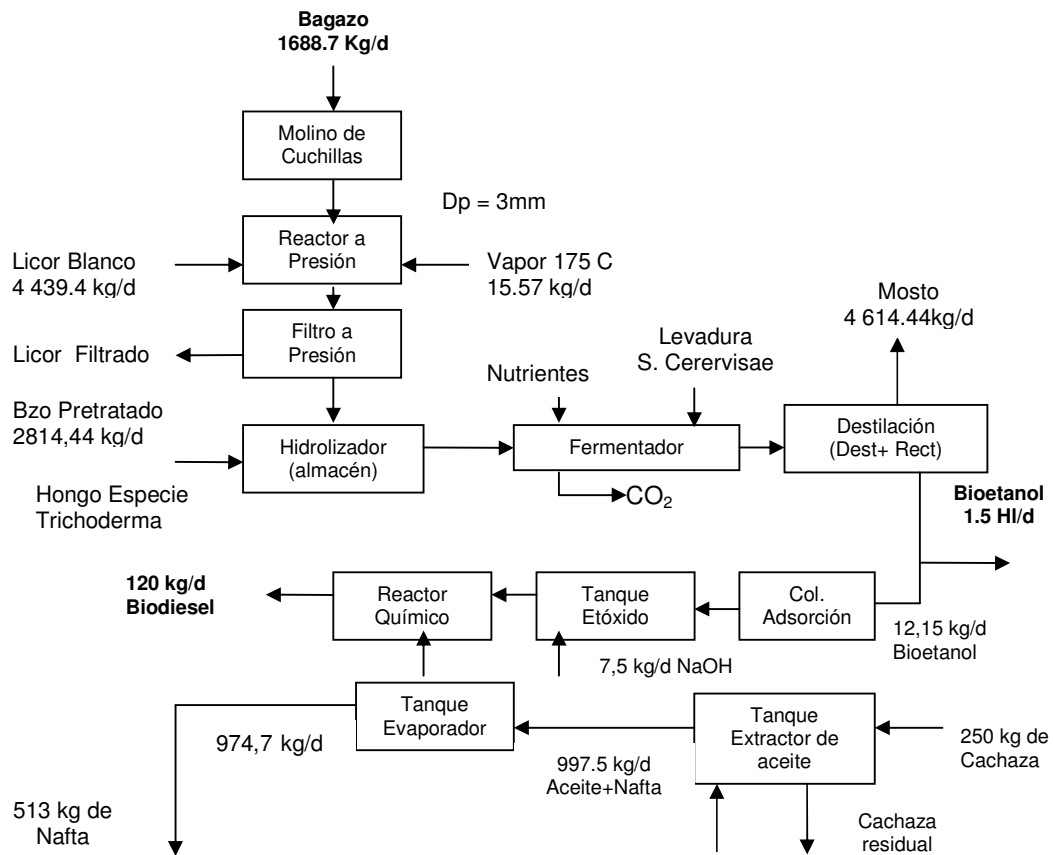 Bagazo
1688.7 Kg/d
Molino de
Cuchillas
Dp = 3mm
Licor Blanco
4 439.4 kg/d
Reactor a
Presión
Vapor 175 C
15.57 kg/d
Mosto
4 614.44kg/d
Licor Filtrado
Filtro a
Presión
Levadura
S. Cerervisae
Nutrientes
Bzo Pretratado
2814,44 kg/d
Hidrolizador
(almacén)
Fermentador
Destilación
(Dest+ Rect)
Hongo Especie
Trichoderma
CO2
Bioetanol
1.5 Hl/d
120 kg/d
Biodiesel
Reactor
Químico
Tanque
Etóxido
Col.
Adsorción
12,15 kg/d
Bioetanol
7,5 kg/d NaOH
Tanque
Evaporador
Tanque
Extractor de
aceite
974,7 kg/d
997.5 kg/d
Aceite+Nafta
250 kg de
Cachaza
513 kg de
Nafta
Cachaza
residual